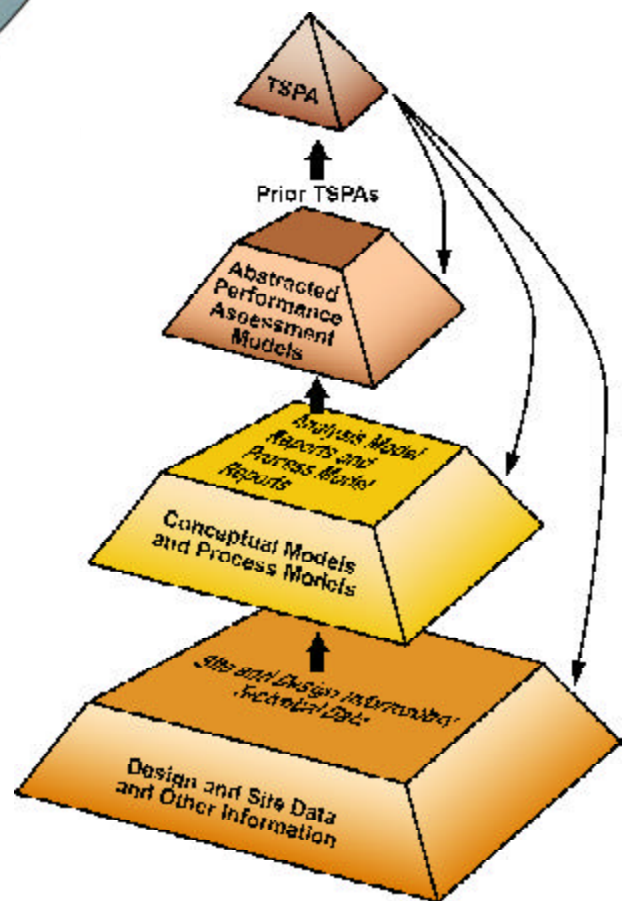 TSPA
Prior TSPAs
Abstracted
Performance
Assessment
Models
Analysis Model
Reports and
Process Model
Reports
Conceptual Models
and Process Models
Site and Design Information/
Technical Data
Design and Site Data
and Other Information